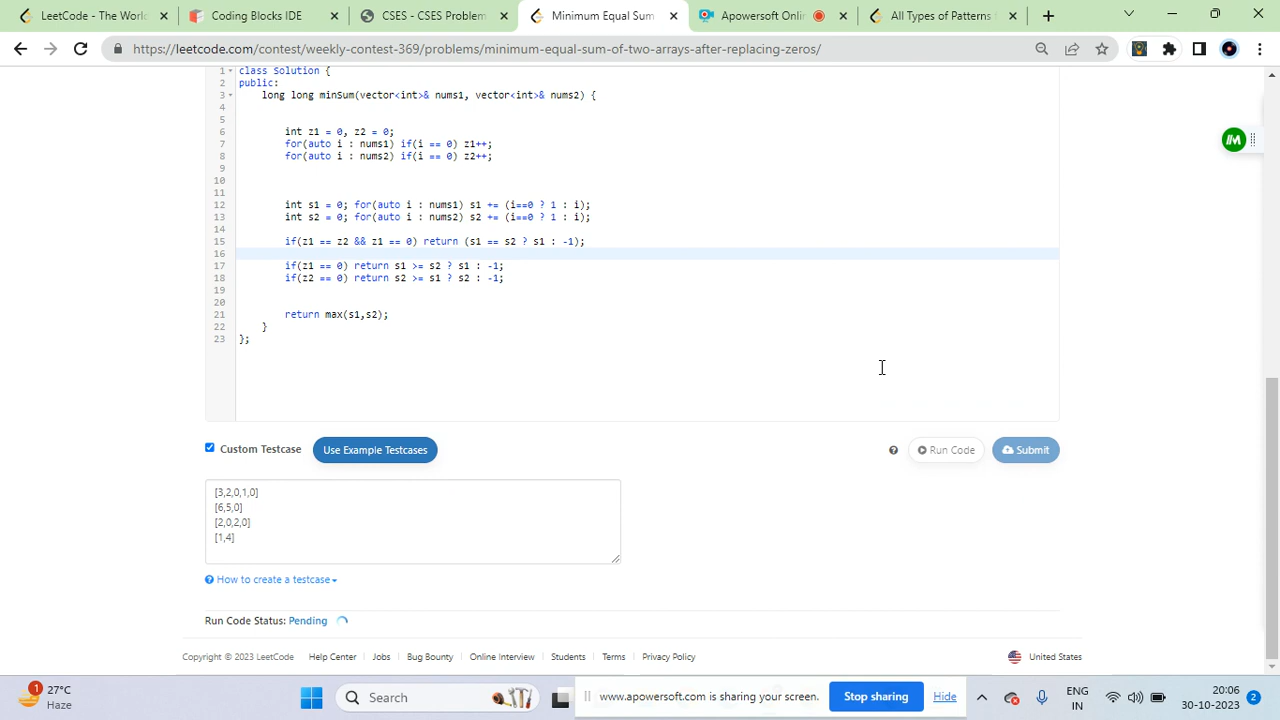 LeetCode - The World
Coding Blocks IDE
CSES - CSES Problem
Minimum Equal Sum
Apowersoft Onli
All Types of Patterns
https://leetcode.com/contest/weekly-contest-369/problems/minimum-equal-sum-of-two-arrays-after-replacing-zeros/
1 class Solution {
2 public:
3 long long minSum(vector<int>& nums1, vector<int>& nums2) {
4
5
6 int z1 = 0, z2 = 0;
7 for(auto i : nums1) if(i == 0) z1++;
8 for(auto i : nums2) if(i == 0) z2++;
9
10
11
12 int s1 = 0; for(auto i : nums1) s1 += (i==0 ? 1 : i);
13 int s2 = 0; for(auto i : nums2) s2 += (i==0 ? 1 : i);
14
15 if(z1 == z2 && z1 == 0) return (s1 == s2 ? s1 : -1);
16
17 if(z1 == 0) return s1 >= s2 ? s1 : -1;
18 if(z2 == 0) return s2 >= s1 ? s2 : -1;
19
20
21 return max(s1,s2);
22 }
23 };
Custom Testcase Use Example Testcases ? Run Code Submit
[3,2,0,1,0]
[6,5,0]
[2,0,2,0]
[1,4]
How to create a testcase
Run Code Status: Pending
Copyright © 2023 LeetCode Help Center Jobs Bug Bounty Online Interview Students Terms Privacy Policy United States
1
27°C
Haze
Search
www.apowersoft.com is sharing your screen. Stop sharing Hide
ENG
IN
20:06
30-10-2023
2